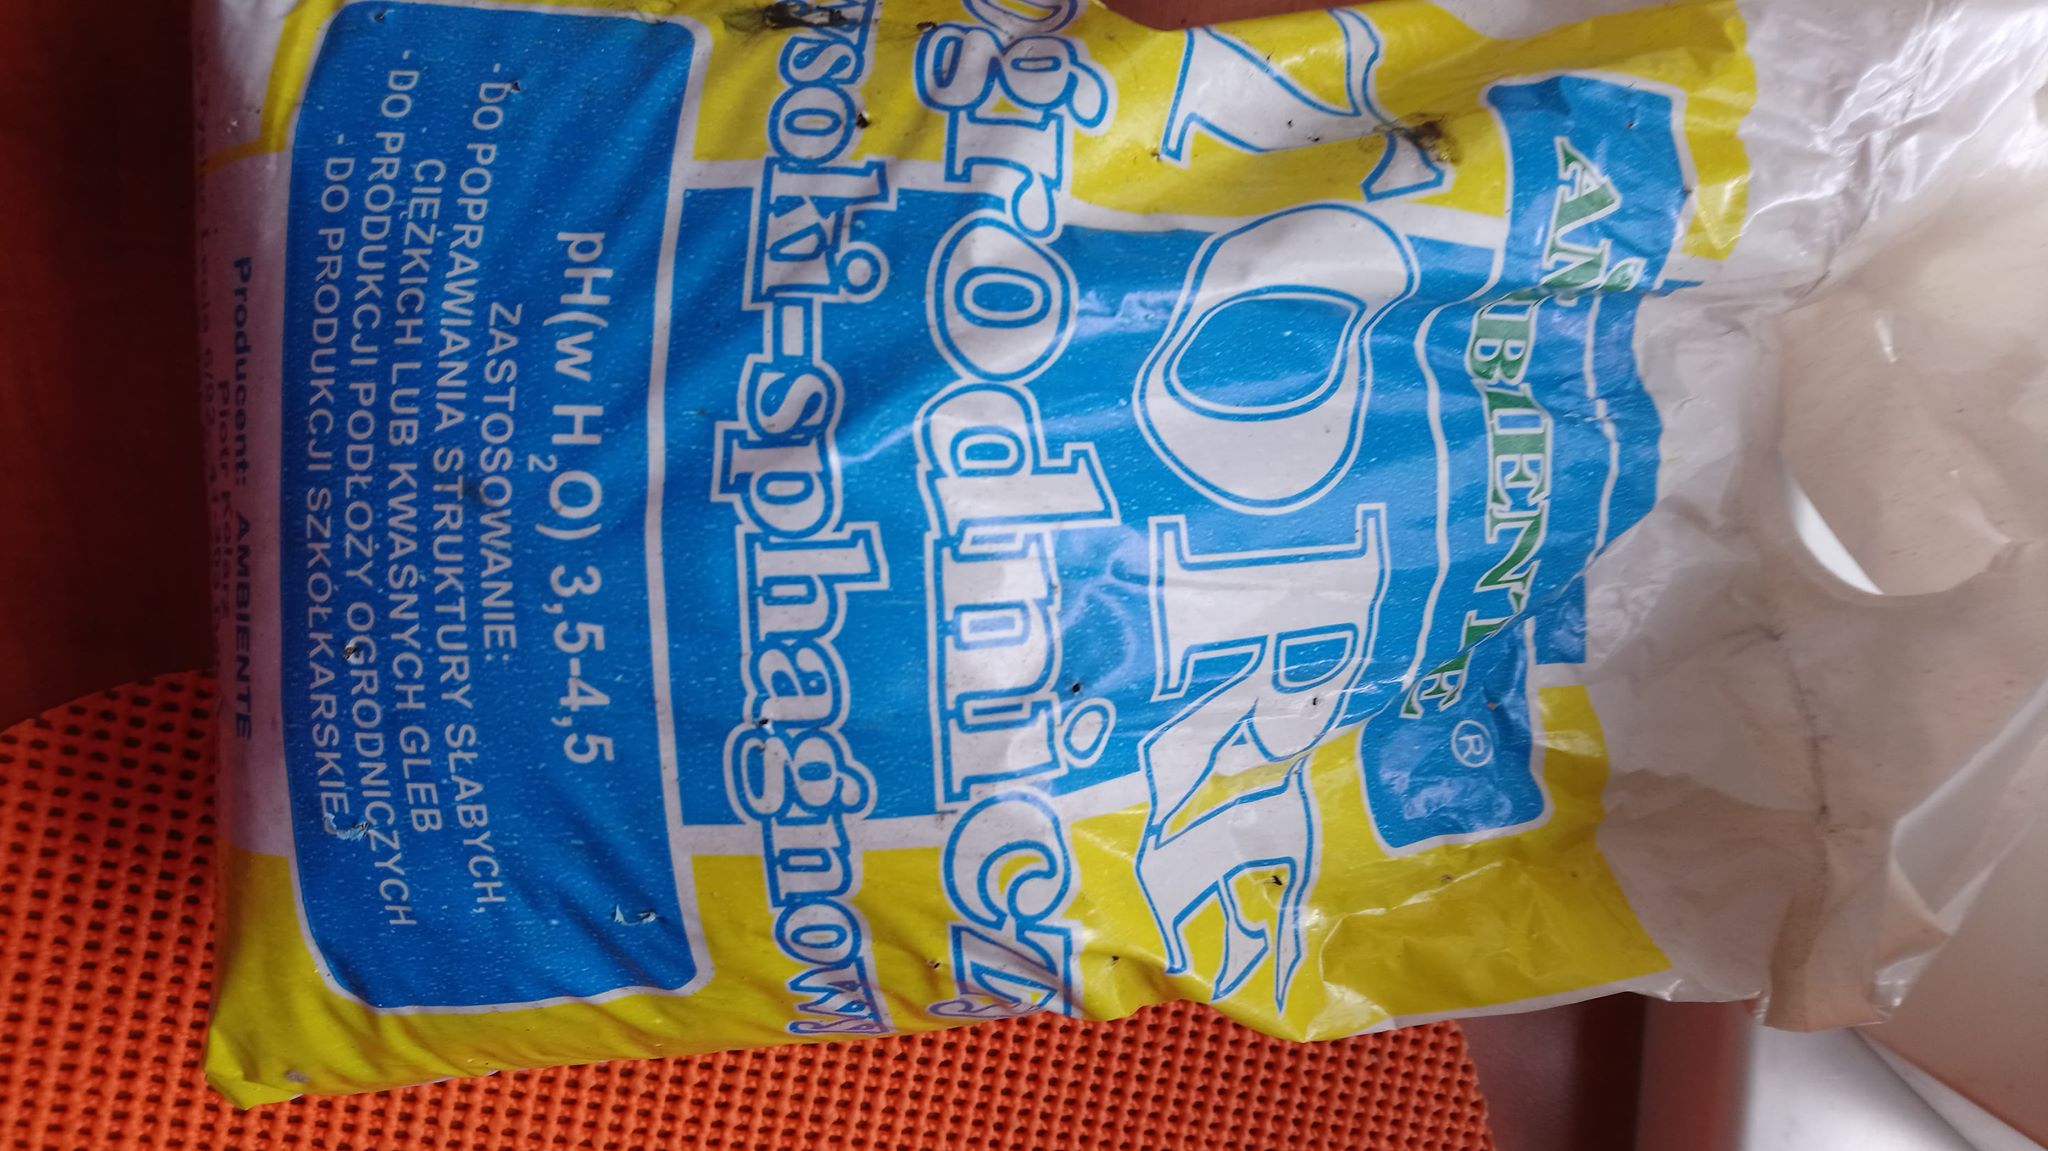 AMBIENTE ®
TORF
ogrodniczy
wysoki-sphagnowy
pH(w H₂O) 3,5-4,5
ZASTOSOWANIE:
- DO POPRAWIANIA STRUKTURY SŁABYCH,
CIĘŻKICH LUB KWAŚNYCH GLEB
- DO PRODUKCJI PODŁOŻY OGRODNICZYCH
- DO PRODUKCJI SZKÓŁKARSKIEJ
Producent: AMBIENTE
Piotr